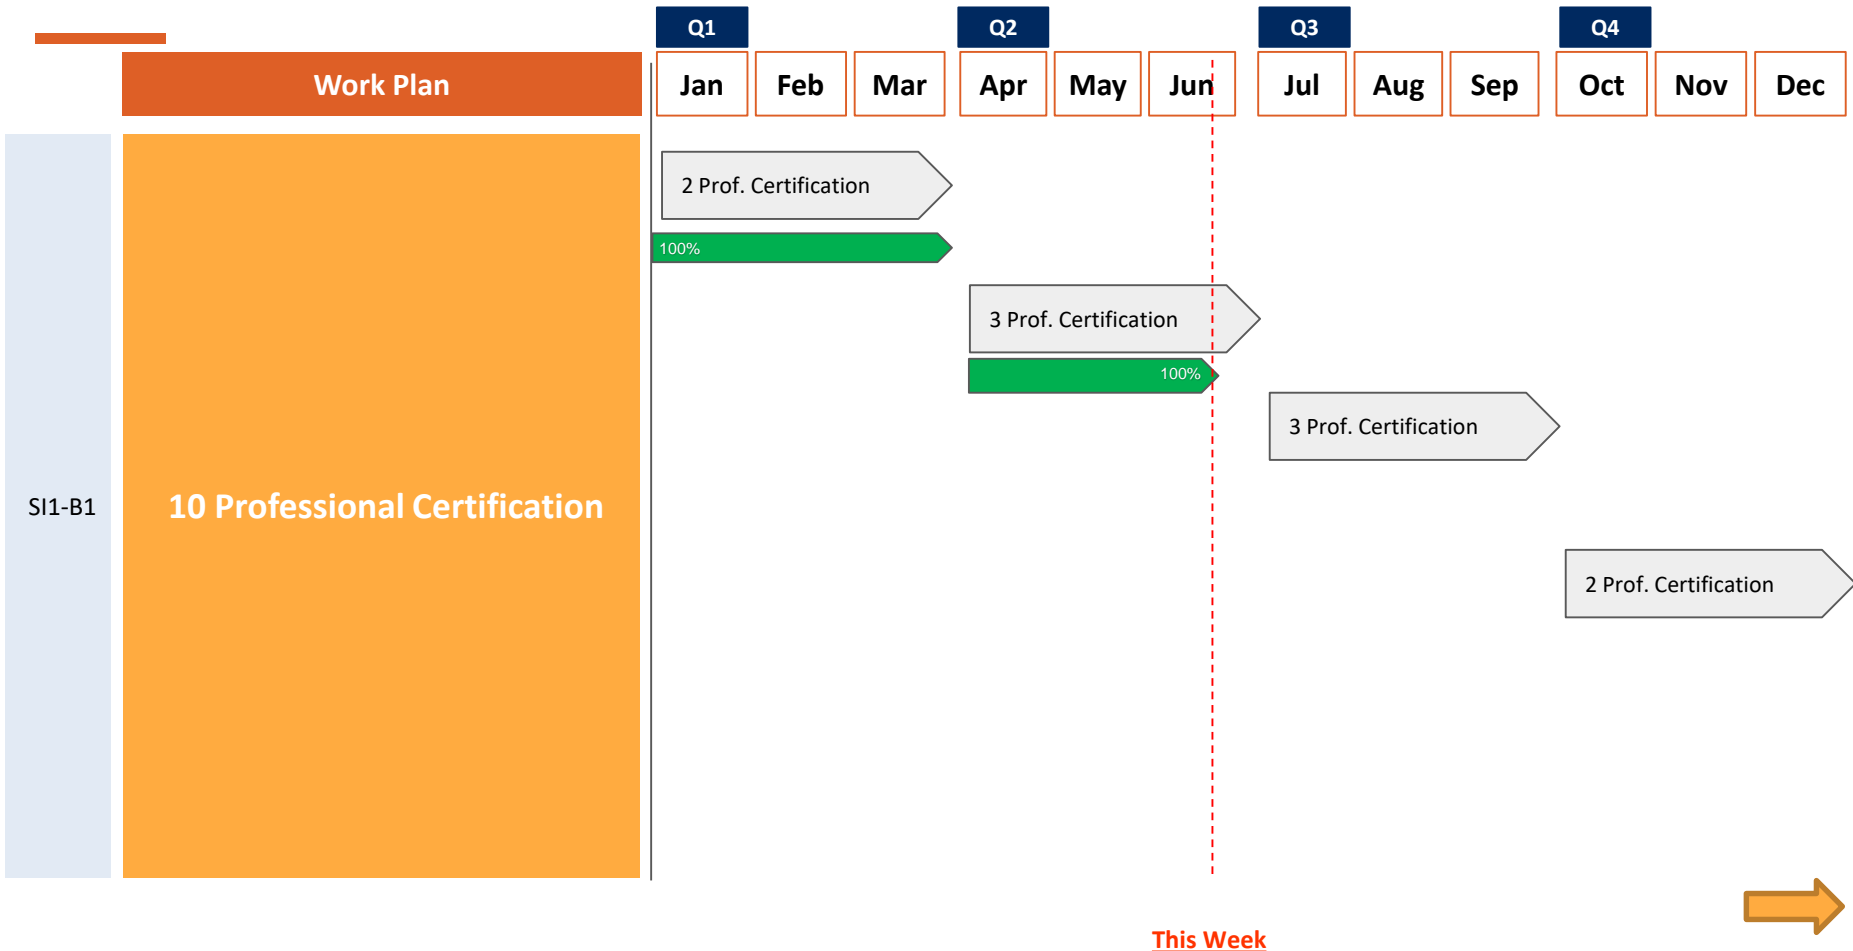 Q1 Q2 Q3 Q4
Work Plan Jan Feb Mar Apr May Jun Jul Aug Sep Oct Nov Dec
2 Prof. Certification
100%
3 Prof. Certification
100%
3 Prof. Certification
SI1-B1 10 Professional Certification
2 Prof. Certification
This Week